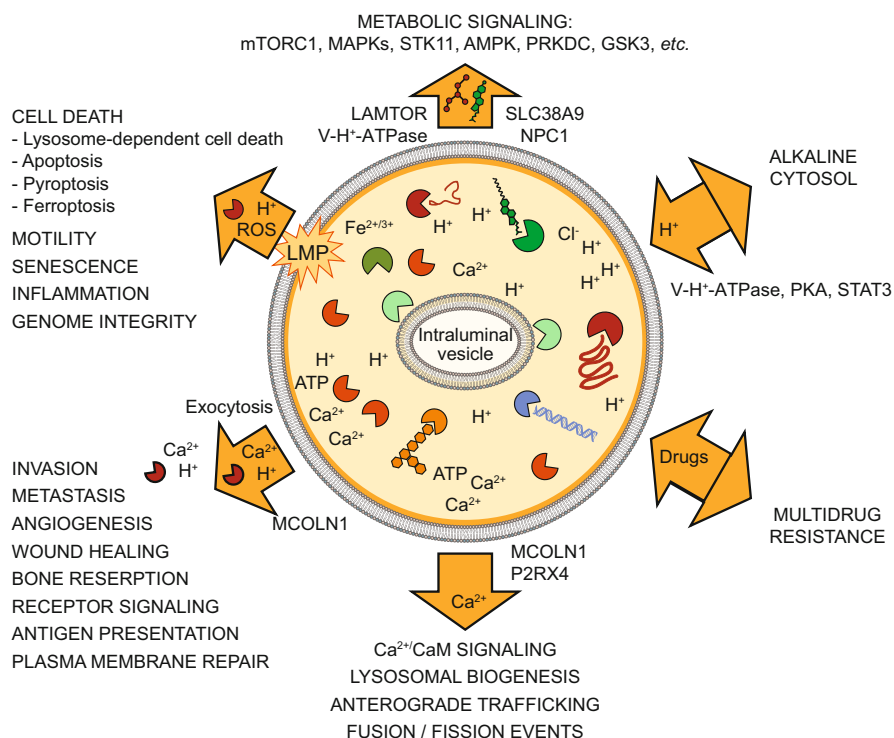 METABOLIC SIGNALING:
mTORC1, MAPKs, STK11, AMPK, PRKDC, GSK3, etc.
LAMTOR
V-H⁺-ATPase
SLC38A9
NPC1
CELL DEATH
- Lysosome-dependent cell death
- Apoptosis
- Pyroptosis
- Ferroptosis
MOTILITY
SENESCENCE
INFLAMMATION
GENOME INTEGRITY
H⁺
ROS
LMP
ALKALINE
CYTOSOL
H⁺
V-H⁺-ATPase, PKA, STAT3
Fe²⁺/³⁺
H⁺
H⁺
Cl⁻
H⁺
H⁺
H⁺
Ca²⁺
H⁺
Intraluminal
vesicle
H⁺
H⁺
ATP
Ca²⁺
Ca²⁺
H⁺
H⁺
ATP
Ca²⁺
Ca²⁺
Exocytosis
Ca²⁺
H⁺
Ca²⁺
H⁺
MCOLN1
INVASION
METASTASIS
ANGIOGENESIS
WOUND HEALING
BONE RESERPTION
RECEPTOR SIGNALING
ANTIGEN PRESENTATION
PLASMA MEMBRANE REPAIR
Drugs
MULTIDRUG
RESISTANCE
MCOLN1
P2RX4
Ca²⁺
Ca²⁺/CaM SIGNALING
LYSOSOMAL BIOGENESIS
ANTEROGRADE TRAFFICKING
FUSION / FISSION EVENTS